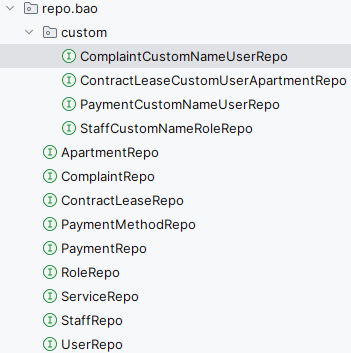 repo.bao
custom
ComplaintCustomNameUserRepo
ContractLeaseCustomUserApartmentRepo
PaymentCustomNameUserRepo
StaffCustomNameRoleRepo
ApartmentRepo
ComplaintRepo
ContractLeaseRepo
PaymentMethodRepo
PaymentRepo
RoleRepo
ServiceRepo
StaffRepo
UserRepo